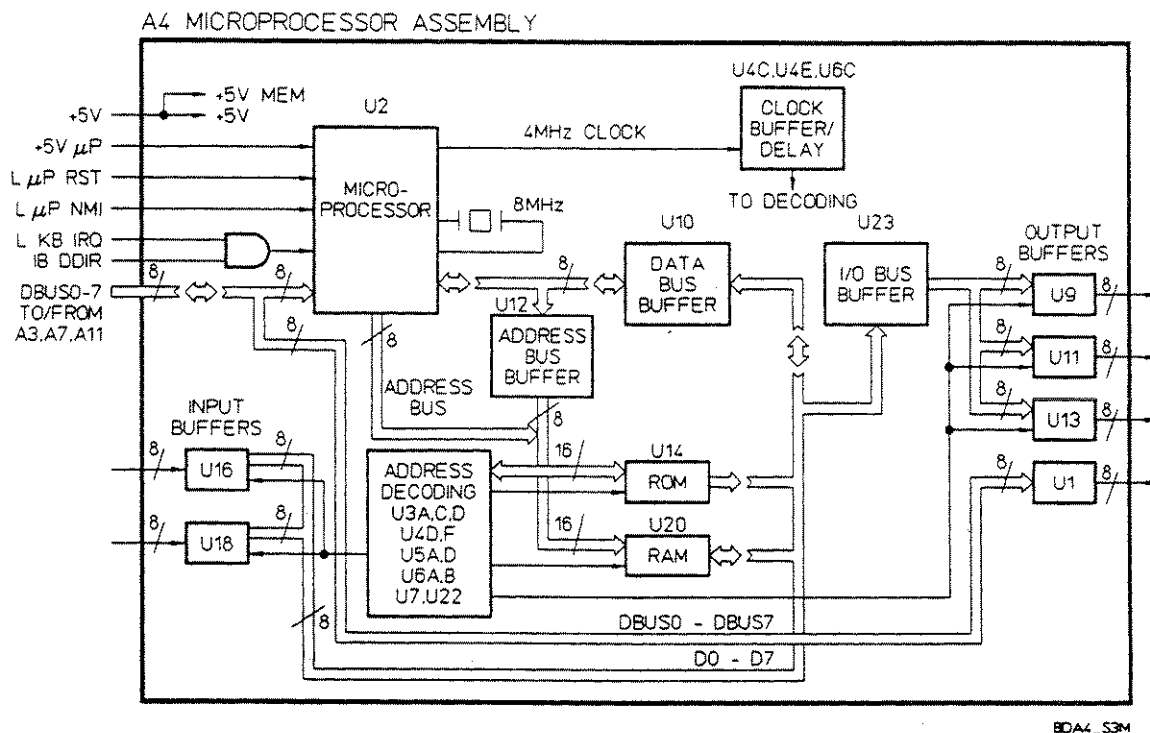 A4 MICROPROCESSOR ASSEMBLY
+5V
+5V MEM
+5V
+5V µP
L µP RST
L µP NMI
L KB IRQ
IB DDIR
8
DBUS0-7
TO/FROM
A3,A7,A11
8
8
U2
MICRO-
PROCESSOR
4MHz CLOCK
8MHz
U4C,U4E,U6C
CLOCK
BUFFER/
DELAY
TO DECODING
8
U10
DATA
BUS
BUFFER
U12
ADDRESS
BUS
BUFFER
8
8
ADDRESS
BUS
U23
I/O BUS
BUFFER
OUTPUT
BUFFERS
8
U9
8
8
U11
8
8
U13
8
8
U1
8
INPUT
BUFFERS
8
U16
8
8
U18
8
8
ADDRESS
DECODING
U3A,C,D
U4D,F
U5A,D
U6A,B
U7,U22
16
U14
ROM
16
U20
RAM
DBUS0 - DBUS7
D0 - D7
BDA4_S3M